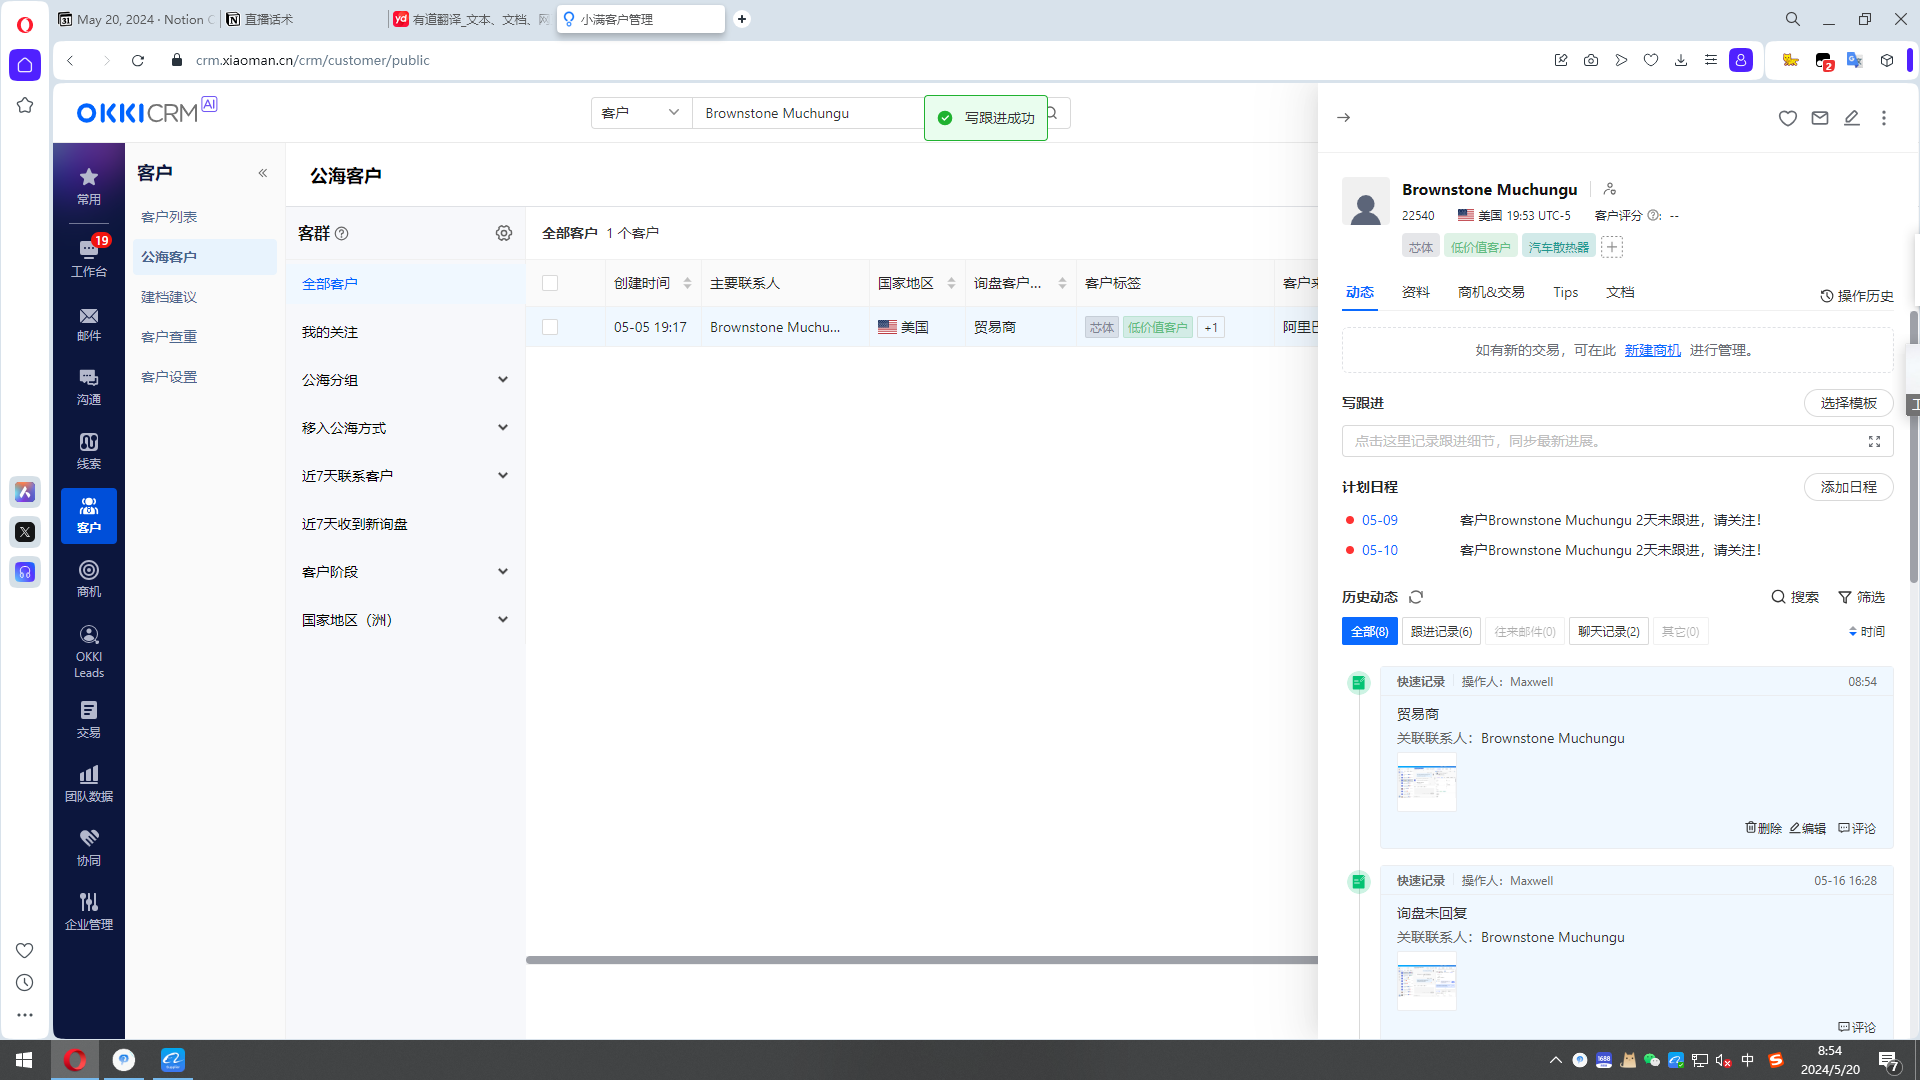 May 20, 2024 · Notion C
直播话术
有道翻译_文本、文档、网
小满客户管理
crm.xiaoman.cn/crm/customer/public
2
OKKICRM AI
客户
Brownstone Muchungu
写跟进成功
常用
19
工作台
邮件
沟通
线索
客户
商机
OKKI
Leads
交易
团队数据
协同
企业管理
客户
客户列表
公海客户
建档建议
客户查重
客户设置
公海客户
客群
全部客户
我的关注
公海分组
移入公海方式
近7天联系客户
近7天收到新询盘
客户阶段
国家地区（洲）
全部客户 1 个客户
创建时间 主要联系人 国家地区 询盘客户... 客户标签 客户来
05-05 19:17 Brownstone Muchu... 美国 贸易商 芯体 低价值客户 +1 阿里巴
Brownstone Muchungu
22540 美国 19:53 UTC-5 客户评分 : --
芯体 低价值客户 汽车散热器
动态 资料 商机&交易 Tips 文档
操作历史
如有新的交易，可在此 新建商机 进行管理。
写跟进
选择模板
点击这里记录跟进细节，同步最新进展。
计划日程
添加日程
05-09 客户Brownstone Muchungu 2天未跟进，请关注！
05-10 客户Brownstone Muchungu 2天未跟进，请关注！
历史动态
搜索 筛选
全部(8) 跟进记录(6) 往来邮件(0) 聊天记录(2) 其它(0)
时间
快速记录 操作人：Maxwell 08:54
贸易商
关联联系人：Brownstone Muchungu
删除 编辑 评论
快速记录 操作人：Maxwell 05-16 16:28
询盘未回复
关联联系人：Brownstone Muchungu
评论
1688
中
8:54
2024/5/20
7